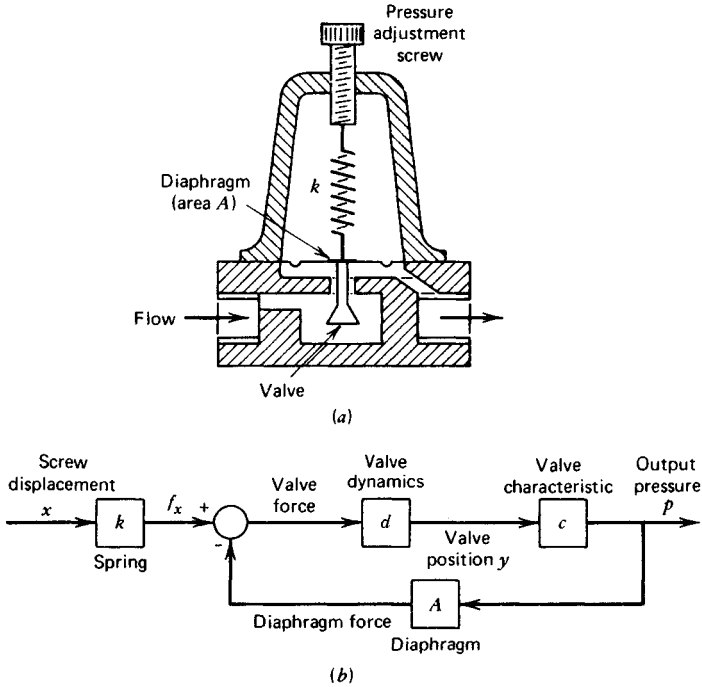 Pressure
adjustment
screw
Diaphragm
(area A)
k
Flow
Valve
(a)
Screw
displacement
x
k
Spring
fx
+
-
Valve
force
Valve
dynamics
d
Valve
position y
Valve
characteristic
c
Output
pressure
p
A
Diaphragm force
Diaphragm
(b)